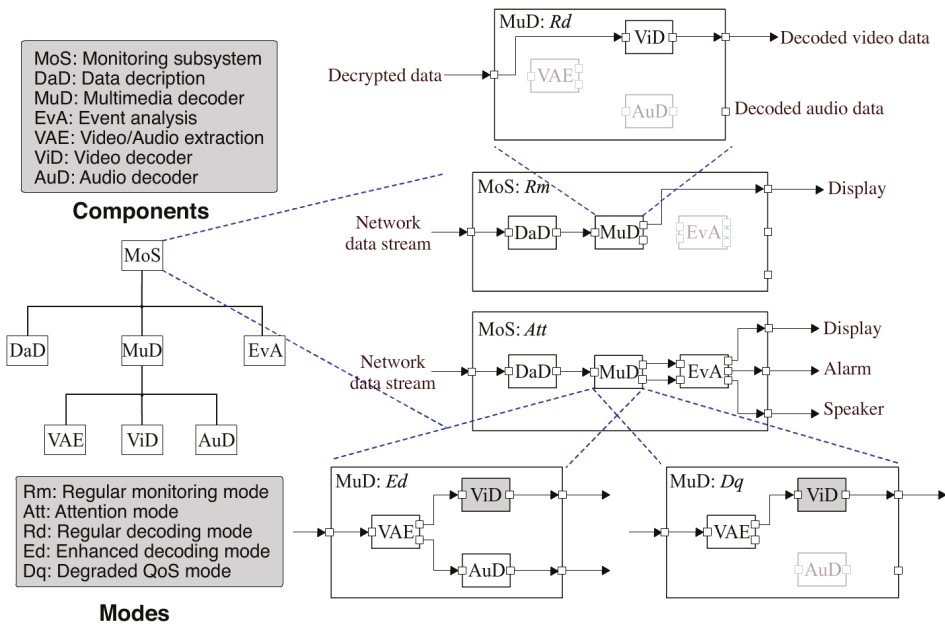 MoS: Monitoring subsystem
DaD: Data decription
MuD: Multimedia decoder
EvA: Event analysis
VAE: Video/Audio extraction
ViD: Video decoder
AuD: Audio decoder
Components
MoS
DaD
MuD
EvA
VAE
ViD
AuD
Rm: Regular monitoring mode
Att: Attention mode
Rd: Regular decoding mode
Ed: Enhanced decoding mode
Dq: Degraded QoS mode
Modes
MuD: Rd
ViD
Decoded video data
Decrypted data
VAE
AuD
Decoded audio data
MoS: Rm
Display
Network
data stream
DaD
MuD
EvA
MoS: Att
Display
Network
data stream
DaD
MuD
EvA
Alarm
Speaker
MuD: Ed
ViD
VAE
AuD
MuD: Dq
ViD
VAE
AuD